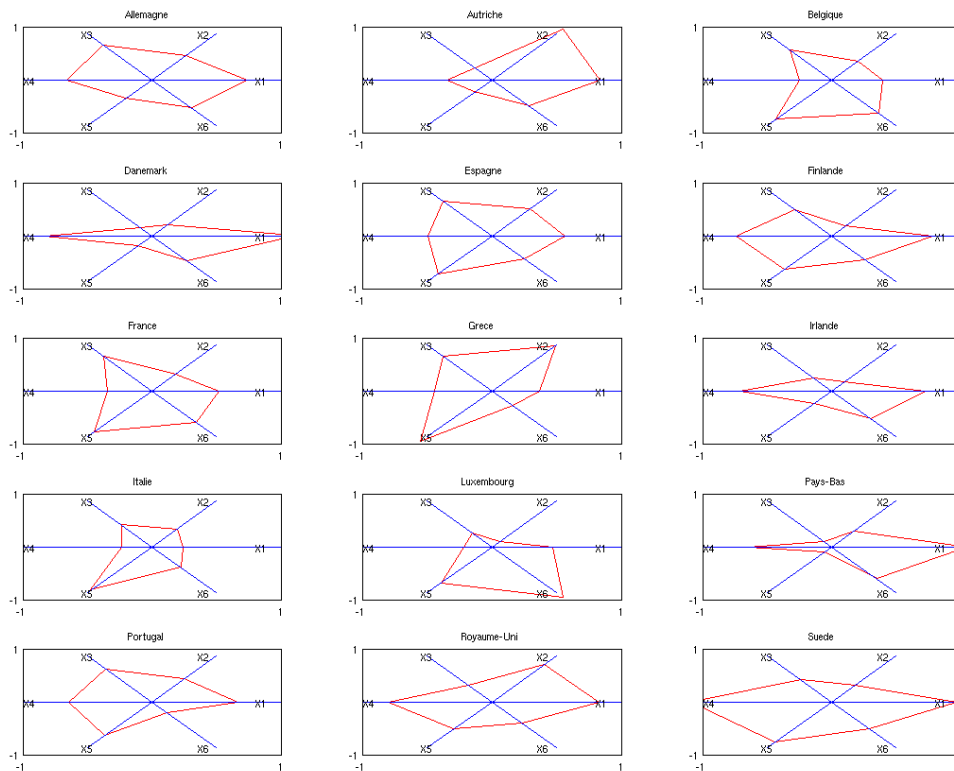 Allemagne Autriche Belgique
1 X3 X2 1 X3 X2 1 X3 X2
X4 X1 X4 X1 X4 X1
-1 X5 X6 -1 X5 X6 -1 X5 X6
-1 1 -1 1 -1 1
Danemark Espagne Finlande
1 X3 X2 1 X3 X2 1 X3 X2
X4 X1 X4 X1 X4 X1
-1 X5 X6 -1 X5 X6 -1 X5 X6
-1 1 -1 1 -1 1
France Grece Irlande
1 X3 X2 1 X3 X2 1 X3 X2
X4 X1 X4 X1 X4 X1
-1 X5 X6 -1 X5 X6 -1 X5 X6
-1 1 -1 1 -1 1
Italie Luxembourg Pays-Bas
1 X3 X2 1 X3 X2 1 X3 X2
X4 X1 X4 X1 X4 X1
-1 X5 X6 -1 X5 X6 -1 X5 X6
-1 1 -1 1 -1 1
Portugal Royaume-Uni Suede
1 X3 X2 1 X3 X2 1 X3 X2
X4 X1 X4 X1 X4 X1
-1 X5 X6 -1 X5 X6 -1 X5 X6
-1 1 -1 1 -1 1